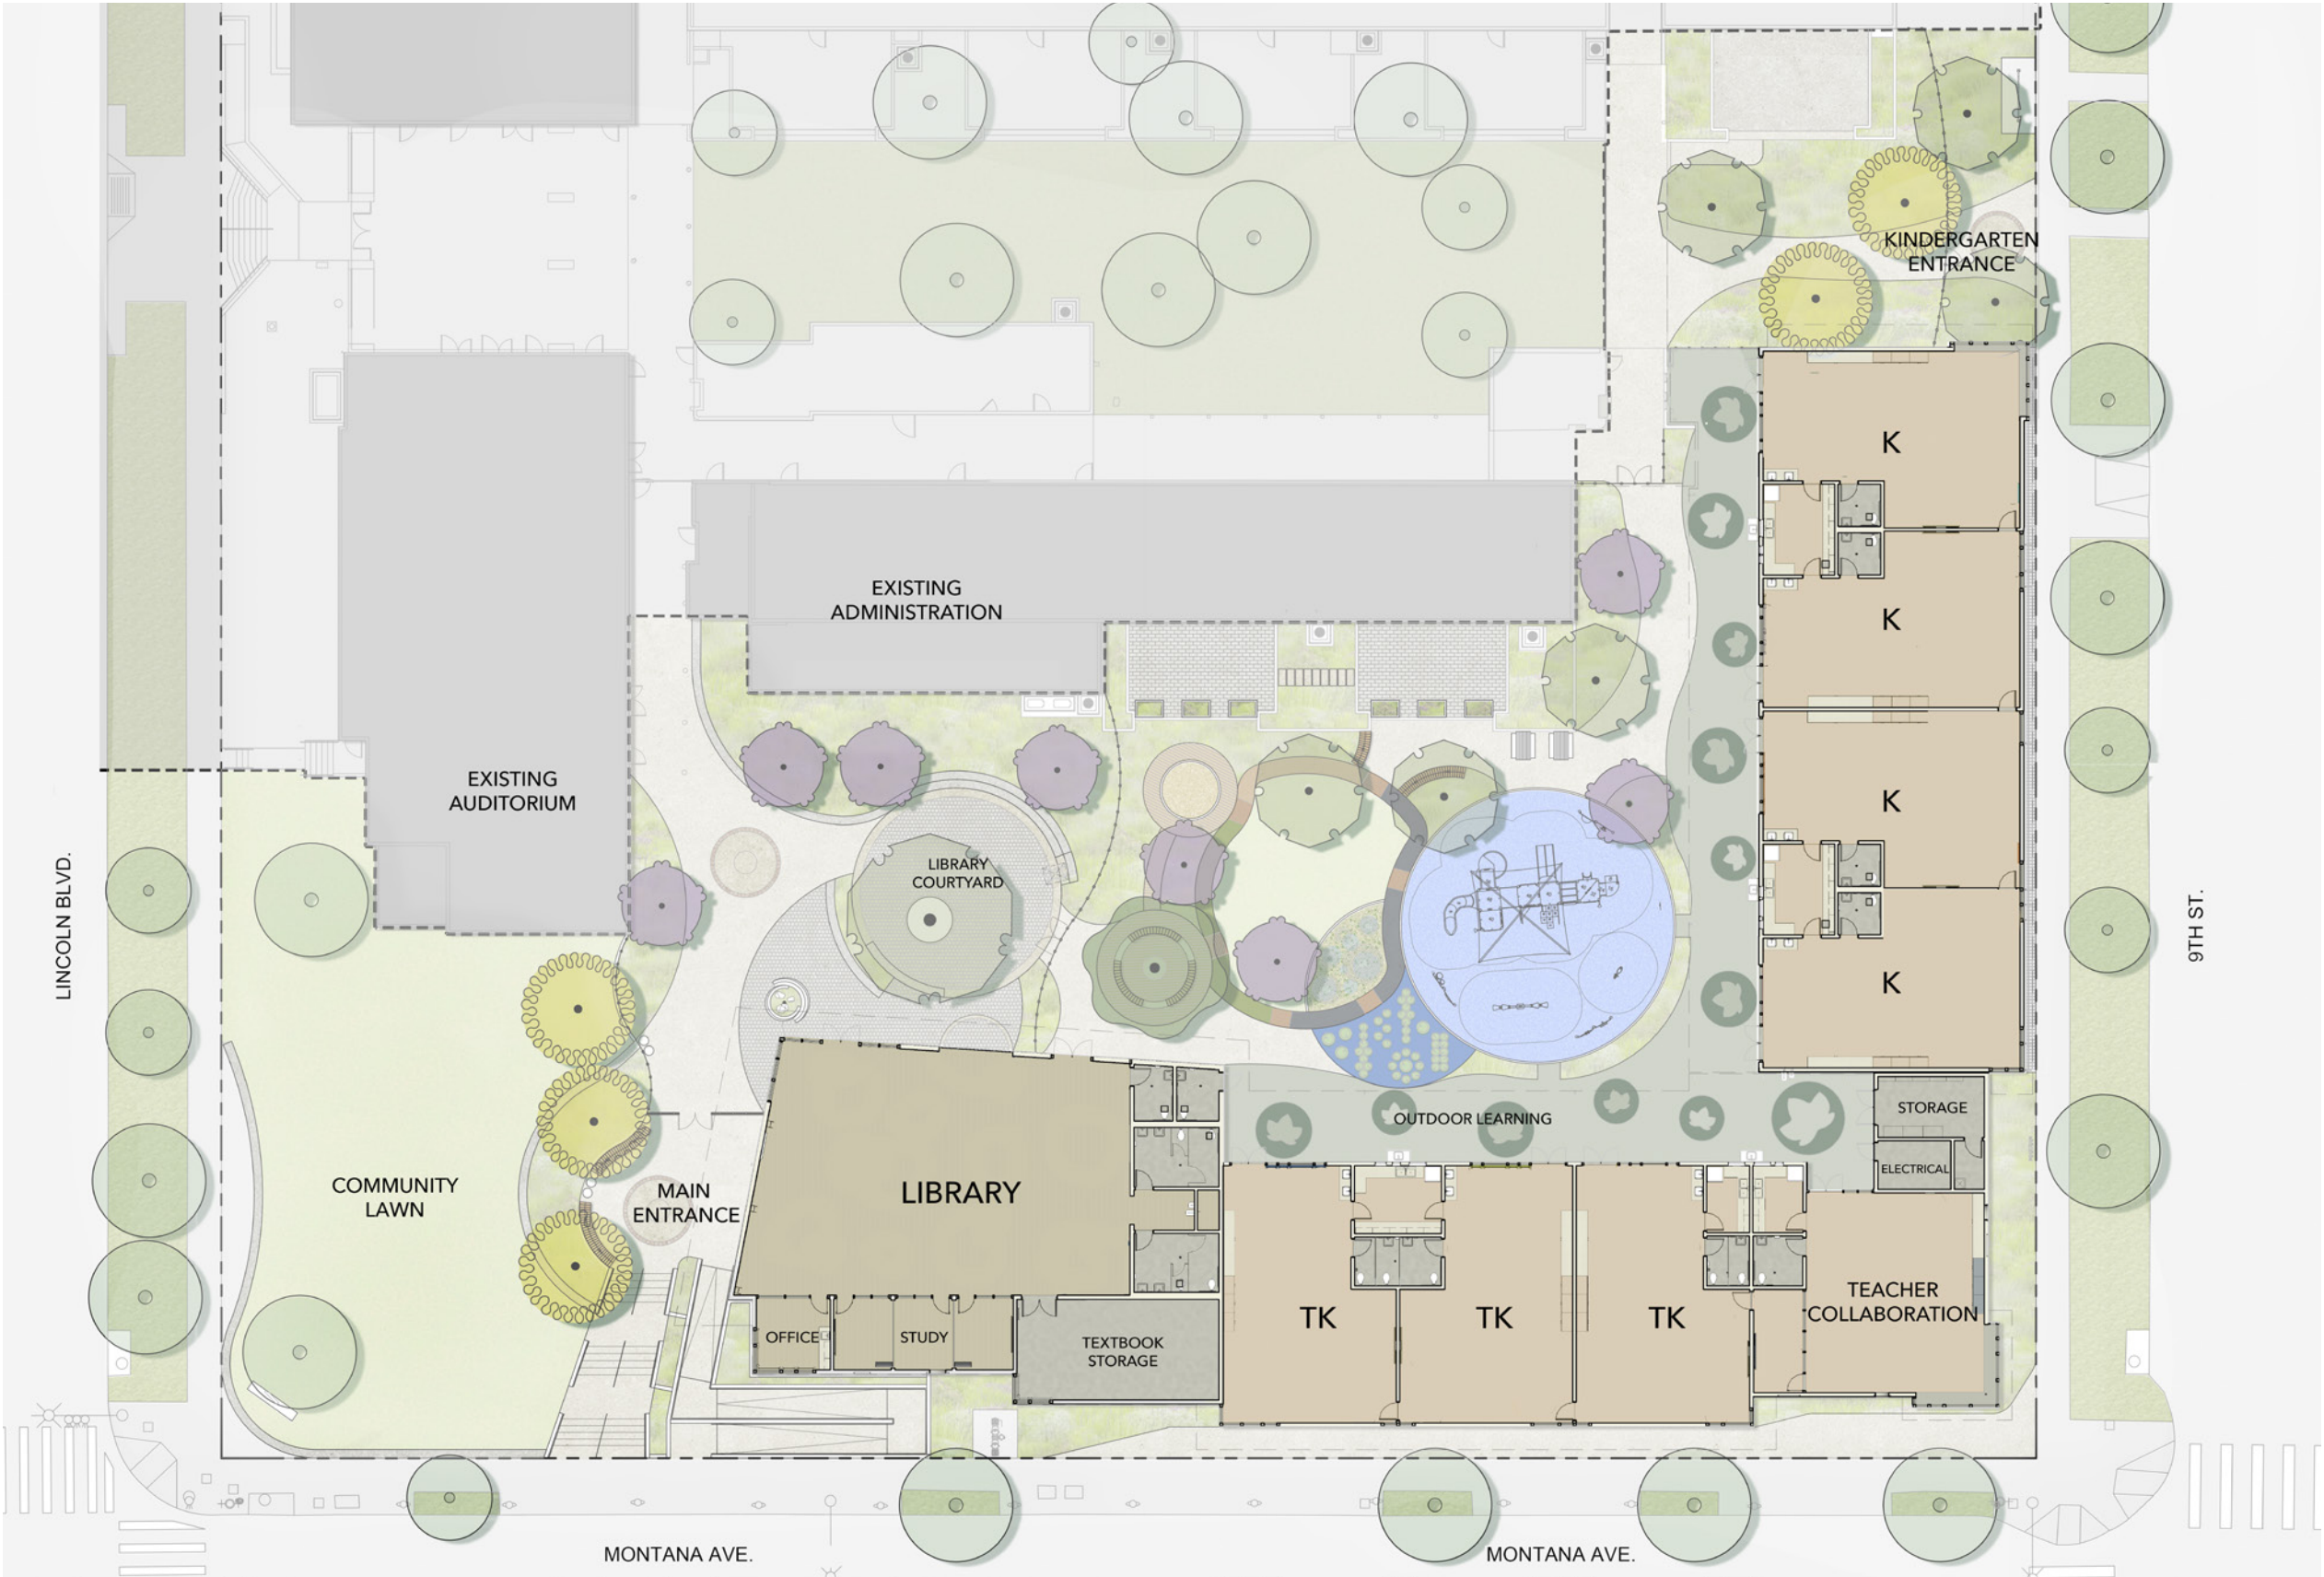 KINDERGARTEN
ENTRANCE
K
EXISTING
ADMINISTRATION
K
EXISTING
AUDITORIUM
K
LIBRARY
COURTYARD
LINCOLN BLVD.
9TH ST.
K
STORAGE
OUTDOOR LEARNING
ELECTRICAL
COMMUNITY
LAWN
MAIN
ENTRANCE
LIBRARY
TEACHER
COLLABORATION
TK
TK
TK
OFFICE
STUDY
TEXTBOOK
STORAGE
MONTANA AVE.
MONTANA AVE.